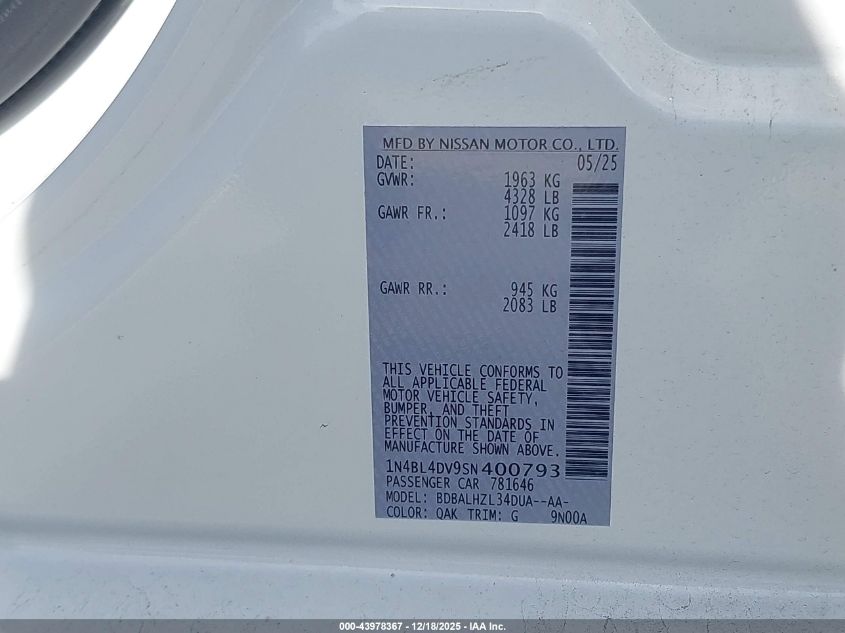 MFD BY NISSAN MOTOR CO., LTD.
DATE: 05/25
GVWR: 1963 KG
4328 LB
GAWR FR.: 1097 KG
2418 LB
GAWR RR.: 945 KG
2083 LB
THIS VEHICLE CONFORMS TO
ALL APPLICABLE FEDERAL
MOTOR VEHICLE SAFETY,
BUMPER, AND THEFT
PREVENTION STANDARDS IN
EFFECT ON THE DATE OF
MANUFACTURE SHOWN ABOVE.
1N4BL4DV9SN400793
PASSENGER CAR 781646
MODEL: BDBALHZL34DUA--AA-
COLOR: QAK TRIM: G 9N00A
000-43978367 - 12/18/2025 - IAA Inc.